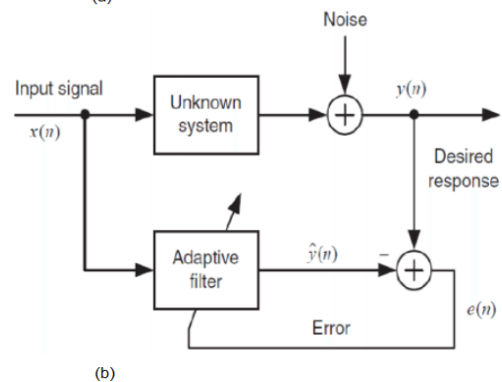 (a)
Noise
Input signal
x(n)
Unknown
system
+
y(n)
Desired
response
Adaptive
filter
ŷ(n)
−
+
e(n)
Error
(b)